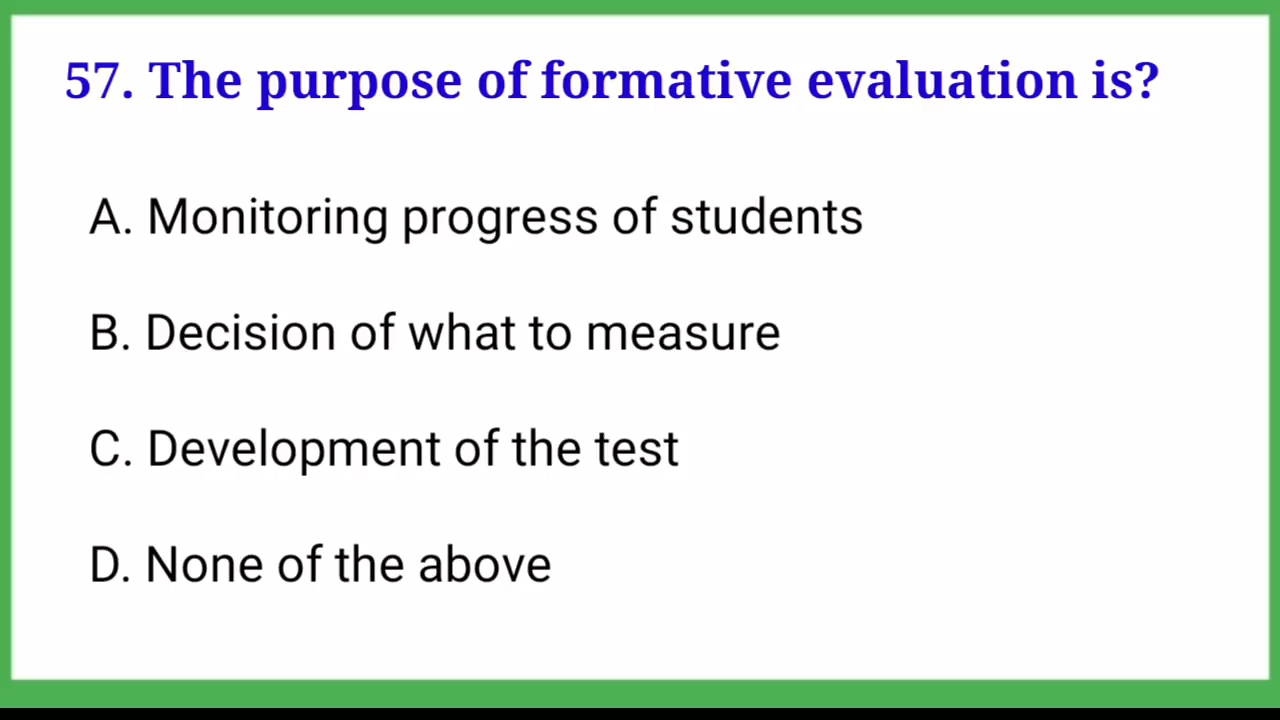 57. The purpose of formative evaluation is?
A. Monitoring progress of students
B. Decision of what to measure
C. Development of the test
D. None of the above